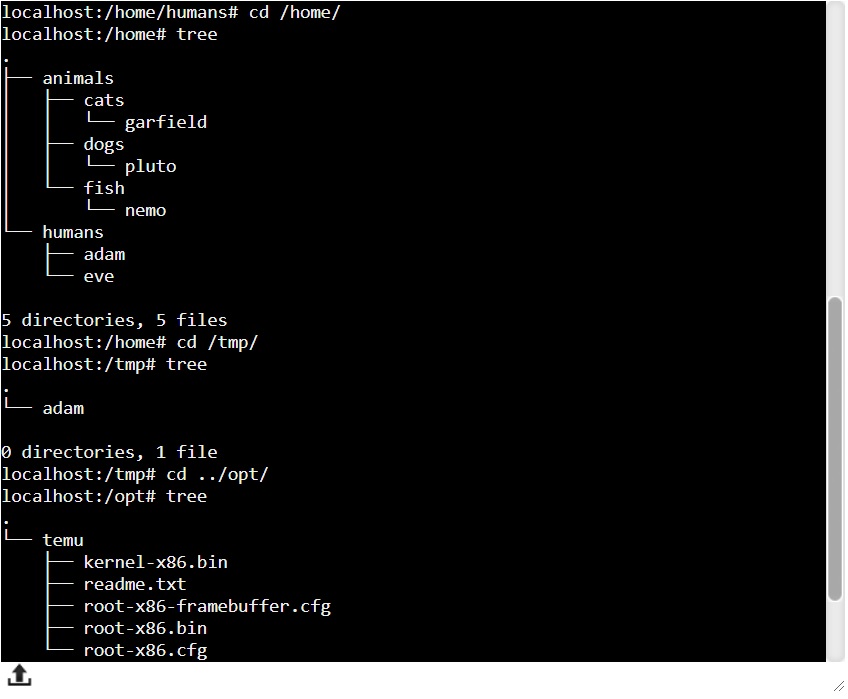 localhost:/home/humans# cd /home/
localhost:/home# tree
.
├── animals
│   ├── cats
│   │   └── garfield
│   ├── dogs
│   │   └── pluto
│   └── fish
│       └── nemo
└── humans
    ├── adam
    └── eve

5 directories, 5 files
localhost:/home# cd /tmp/
localhost:/tmp# tree
.
└── adam

0 directories, 1 file
localhost:/tmp# cd ../opt/
localhost:/opt# tree
.
└── temu
    ├── kernel-x86.bin
    ├── readme.txt
    ├── root-x86-framebuffer.cfg
    ├── root-x86.bin
    └── root-x86.cfg